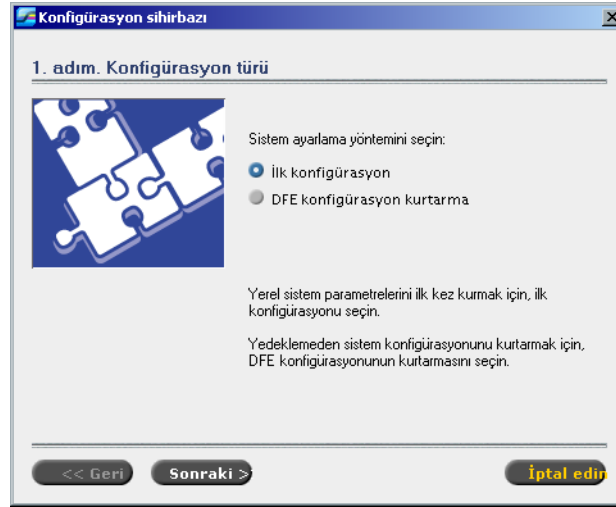 Konfigürasyon sihirbazı
1. adım. Konfigürasyon türü
Sistem ayarlama yöntemini seçin:
İlk konfigürasyon
DFE konfigürasyon kurtarma
Yerel sistem parametrelerini ilk kez kurmak için, ilk
konfigürasyonu seçin.
Yedeklemeden sistem konfigürasyonunu kurtarmak için,
DFE konfigürasyonunun kurtarmasını seçin.
<< Geri
Sonraki >
İptal edin